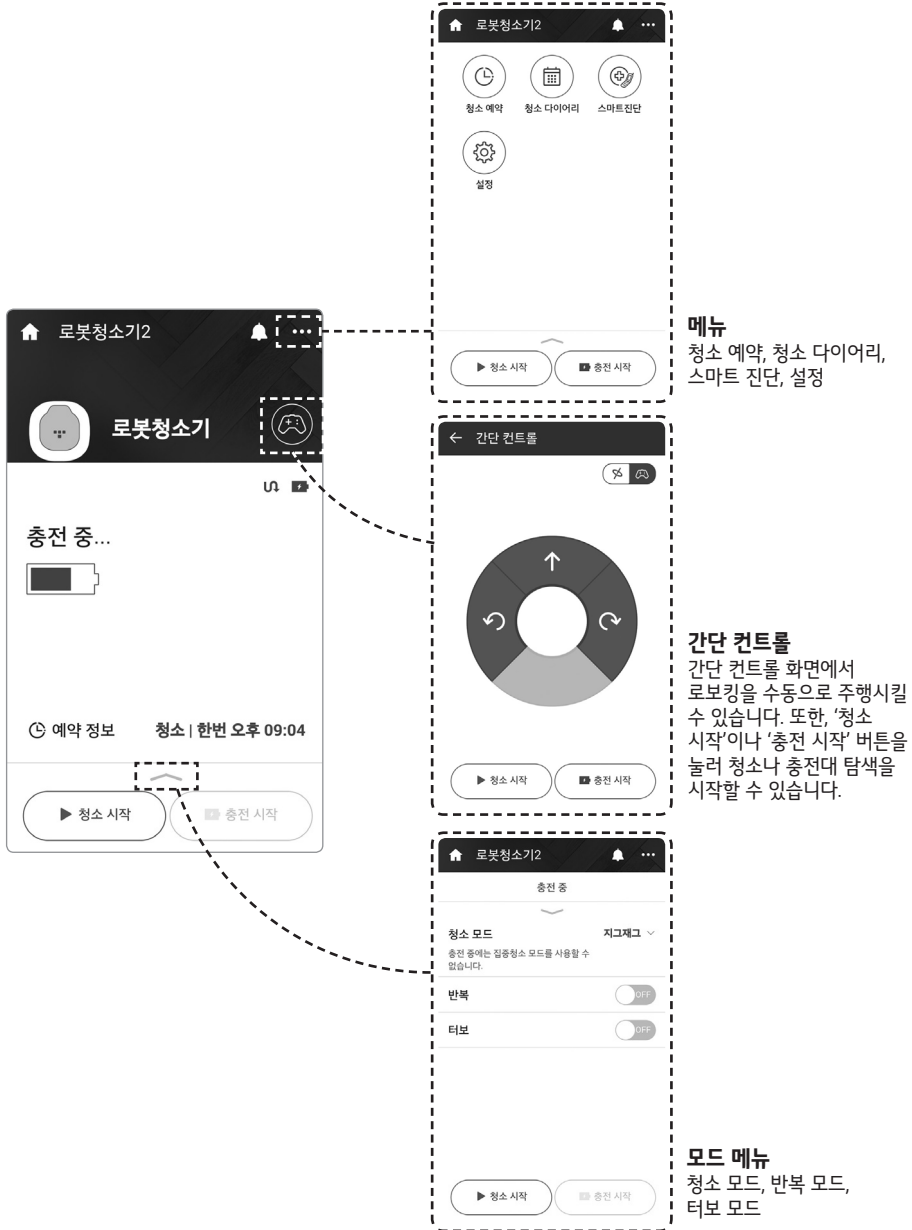 로봇청소기2
청소 예약
청소 다이어리
스마트진단
설정
청소 시작
충전 시작
메뉴
청소 예약, 청소 다이어리,
스마트 진단, 설정
로봇청소기2
로봇청소기
충전 중...
예약 정보
청소 | 한번 오후 09:04
청소 시작
충전 시작
간단 컨트롤
청소 시작
충전 시작
간단 컨트롤
간단 컨트롤 화면에서
로보킹을 수동으로 주행시킬
수 있습니다. 또한, ‘청소
시작’이나 ‘충전 시작’ 버튼을
눌러 청소나 충전대 탐색을
시작할 수 있습니다.
로봇청소기2
충전 중
청소 모드
지그재그
충전 중에는 집중청소 모드를 사용할 수
없습니다.
반복
OFF
터보
OFF
청소 시작
충전 시작
모드 메뉴
청소 모드, 반복 모드,
터보 모드